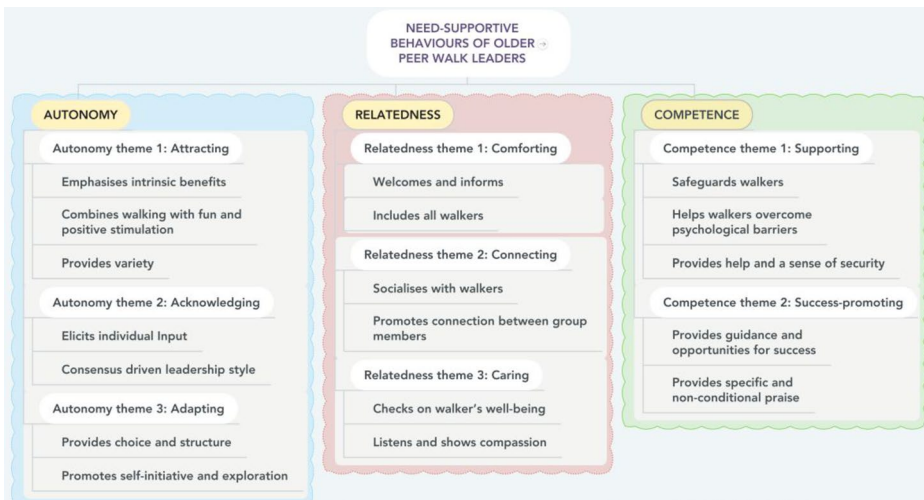 NEED-SUPPORTIVE
BEHAVIOURS OF OLDER
PEER WALK LEADERS
AUTONOMY
Autonomy theme 1: Attracting
Emphasises intrinsic benefits
Combines walking with fun and
positive stimulation
Provides variety
Autonomy theme 2: Acknowledging
Elicits individual Input
Consensus driven leadership style
Autonomy theme 3: Adapting
Provides choice and structure
Promotes self-initiative and exploration
RELATEDNESS
Relatedness theme 1: Comforting
Welcomes and informs
Includes all walkers
Relatedness theme 2: Connecting
Socialises with walkers
Promotes connection between group
members
Relatedness theme 3: Caring
Checks on walker's well-being
Listens and shows compassion
COMPETENCE
Competence theme 1: Supporting
Safeguards walkers
Helps walkers overcome
psychological barriers
Provides help and a sense of security
Competence theme 2: Success-promoting
Provides guidance and
opportunities for success
Provides specific and
non-conditional praise